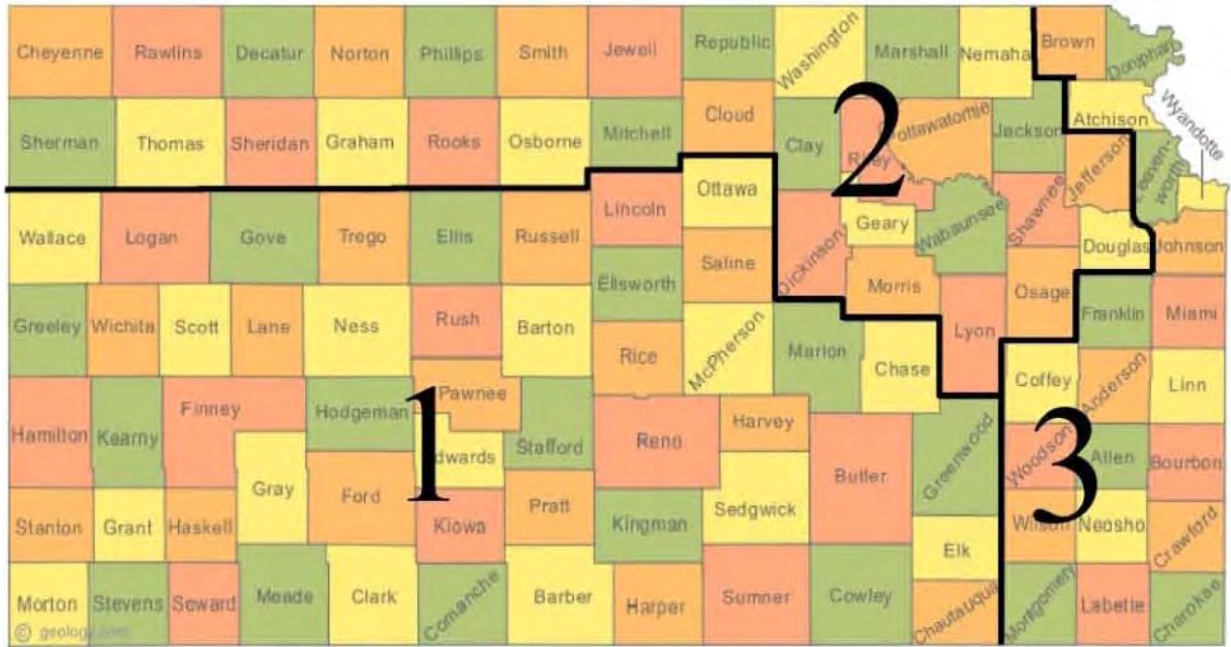 Cheyenne Rawlins Decatur Norton Phillips Smith Jewell Republic Washington Marshall Nemaha Brown Doniphan
Sherman Thomas Sheridan Graham Rooks Osborne Mitchell Cloud Clay Riley Pottawatomie Jackson Atchison Wyandotte
2
Wallace Logan Gove Trego Ellis Russell Lincoln Ottawa Geary Wabaunsee Shawnee Jefferson Leaven-
worth
Saline Dickinson Douglas Johnson
Greeley Wichita Scott Lane Ness Rush Barton Ellsworth Morris Osage Franklin Miami
Rice McPherson Marion Chase Lyon Coffey Anderson Linn
Hamilton Kearny Finney Hodgeman Pawnee Stafford Reno Harvey Butler Greenwood Woodson Allen Bourbon
1
3
Gray Ford Edwards Pratt Kingman Sedgwick Elk Wilson Neosho Crawford
Stanton Grant Haskell Kiowa
Morton Stevens Seward Meade Clark Comanche Barber Harper Sumner Cowley Chautauqua Montgomery Labette Charokae
© geology.com